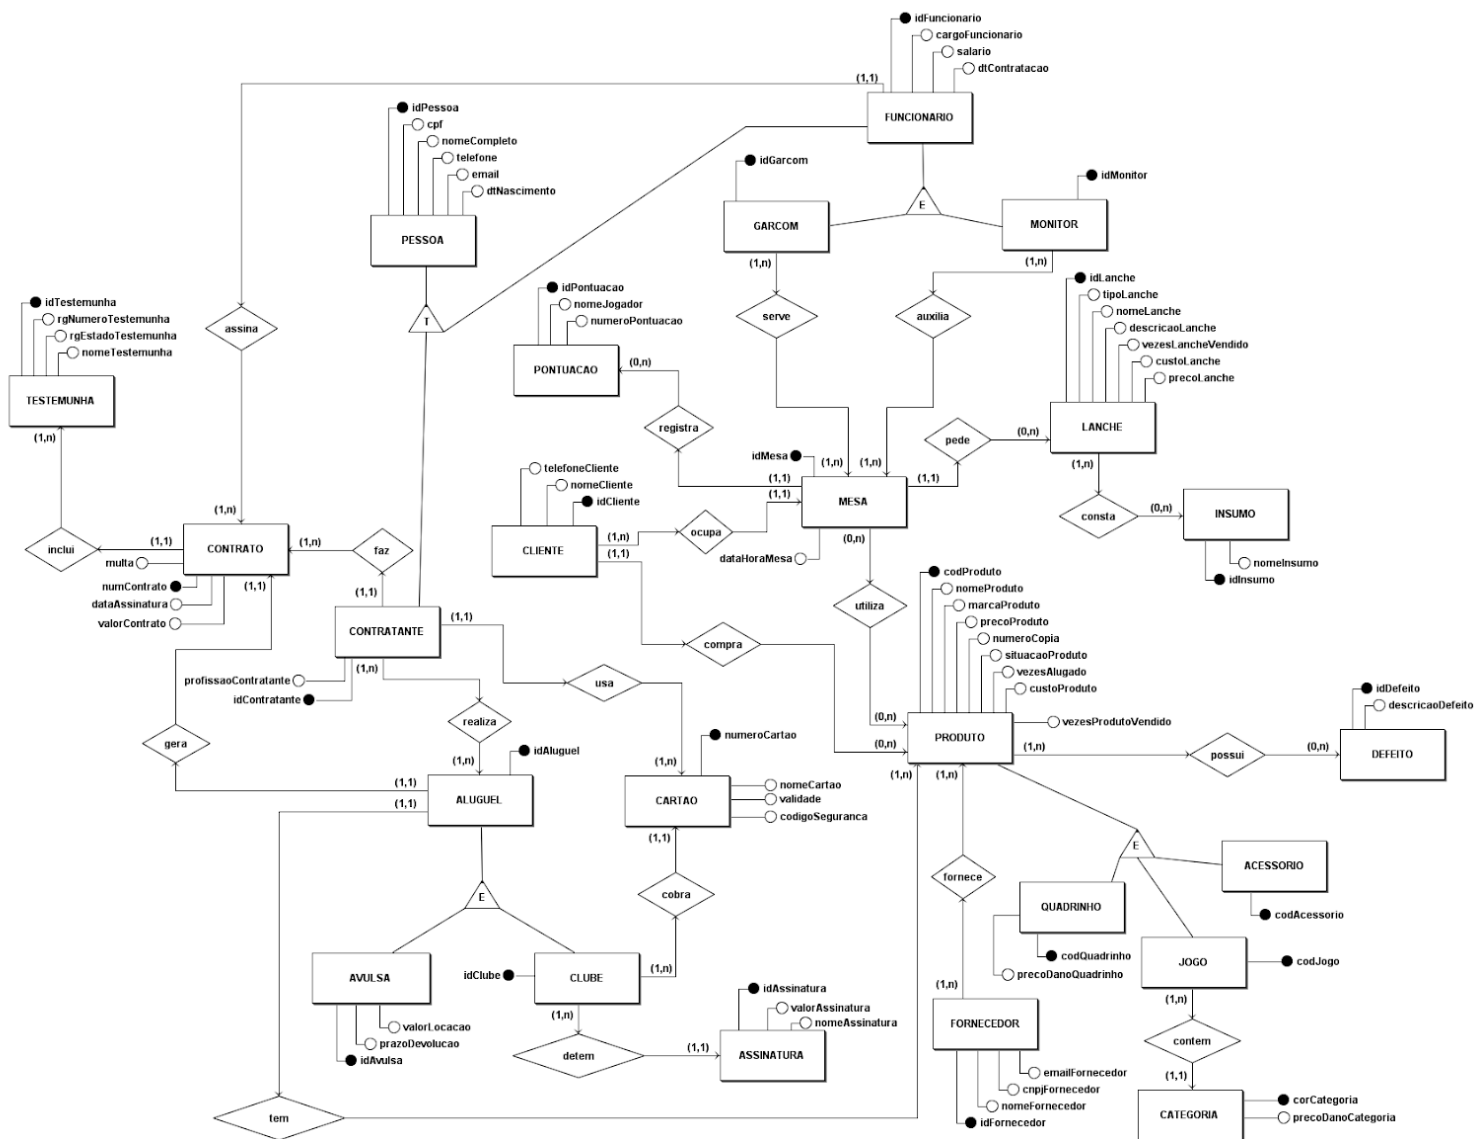 idFuncionario
cargoFuncionario
salario
dtContratacao
(1,1)
FUNCIONARIO
idPessoa
cpf
nomeCompleto
telefone
email
dtNascimento
PESSOA
idGarcom
GARCOM
(1,n)
E
idMonitor
MONITOR
(1,n)
T
assina
idTestemunha
rgNumeroTestemunha
rgEstadoTestemunha
nomeTestemunha
TESTEMUNHA
(1,n)
idPontuacao
nomeJogador
numeroPontuacao
PONTUACAO
(0,n)
serve
auxilia
idLanche
tipoLanche
nomeLanche
descricaoLanche
vezesLancheVendido
custoLanche
precoLanche
LANCHE
(0,n)
(1,n)
registra
pede
idMesa
(1,n)
(1,n)
(1,1)
(1,1)
(1,1)
MESA
(0,n)
dataHoraMesa
telefoneCliente
nomeCliente
idCliente
CLIENTE
(1,n)
(1,1)
ocupa
consta
(0,n)
INSUMO
nomeInsumo
idInsumo
inclui
(1,n)
(1,1)
CONTRATO
(1,n)
(1,1)
multa
numContrato
dataAssinatura
valorContrato
faz
(1,1)
CONTRATANTE
(1,1)
(1,n)
profissaoContratante
idContratante
utiliza
compra
usa
codProduto
nomeProduto
marcaProduto
precoProduto
numeroCopia
situacaoProduto
vezesAlugado
custoProduto
vezesProdutoVendido
(0,n)
(0,n)
PRODUTO
(1,n)
(1,n)
(1,n)
possui
(0,n)
idDefeito
descricaoDefeito
DEFEITO
gera
realiza
(1,n)
idAluguel
(1,1)
(1,1)
ALUGUEL
numeroCartao
(1,n)
CARTAO
nomeCartao
validade
codigoSeguranca
(1,1)
E
cobra
fornece
E
ACESSORIO
codAcessorio
QUADRINHO
codQuadrinho
precoDanoQuadrinho
JOGO
codJogo
(1,n)
AVULSA
valorLocacao
prazoDevolucao
idAvulsa
idClube
CLUBE
(1,n)
(1,n)
detem
(1,1)
idAssinatura
valorAssinatura
nomeAssinatura
ASSINATURA
(1,n)
FORNECEDOR
emailFornecedor
cnpjFornecedor
nomeFornecedor
idFornecedor
contem
(1,1)
CATEGORIA
corCategoria
precoDanoCategoria
tem